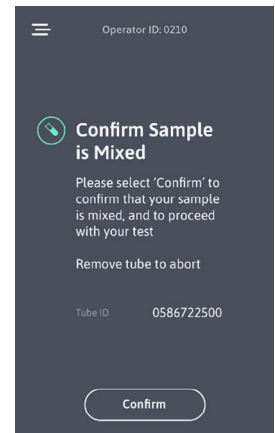 Operator ID: 0210
Confirm Sample
is Mixed
Please select ‘Confirm’ to
confirm that your sample
is mixed, and to proceed
with your test
Remove tube to abort
Tube ID 0586722500
Confirm